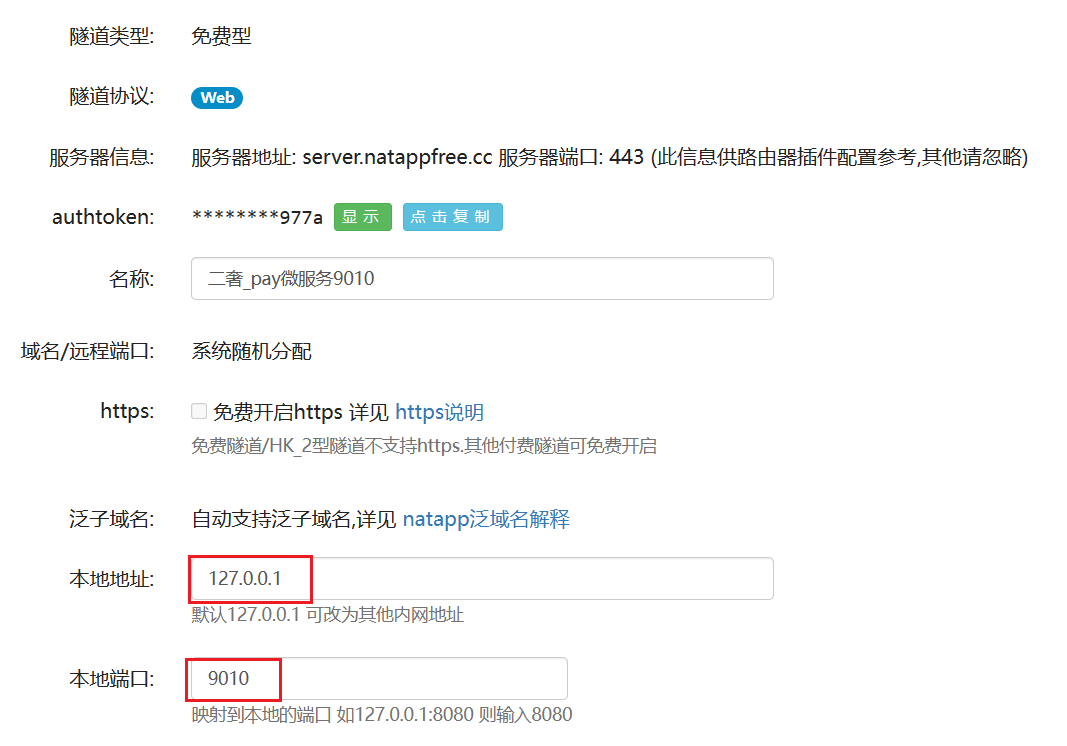 隧道类型: 免费型
隧道协议: Web
服务器信息: 服务器地址: server.natappfree.cc 服务器端口: 443 (此信息供路由器插件配置参考,其他请忽略)
authtoken: ********977a 显示 点击复制
名称: 二奢_pay微服务9010
域名/远程端口: 系统随机分配
https: 免费开启https 详见 https说明
免费隧道/HK_2型隧道不支持https.其他付费隧道可免费开启
泛子域名: 自动支持泛子域名,详见 natapp泛域名解释
本地地址: 127.0.0.1
默认127.0.0.1 可改为其他内网地址
本地端口: 9010
映射到本地的端口 如127.0.0.1:8080 则输入8080